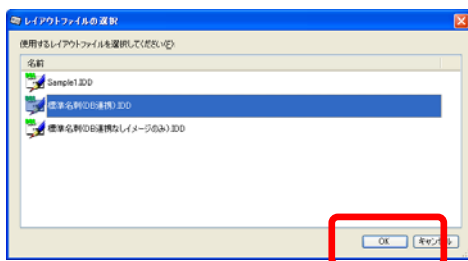 レイアウトファイルの選択
使用するレイアウトファイルを選択してください(F):
名前
Sample1.IDD
標準名刺(DB連携).IDD
標準名刺(DB連携なしイメージのみ).IDD
OK
キャンセル